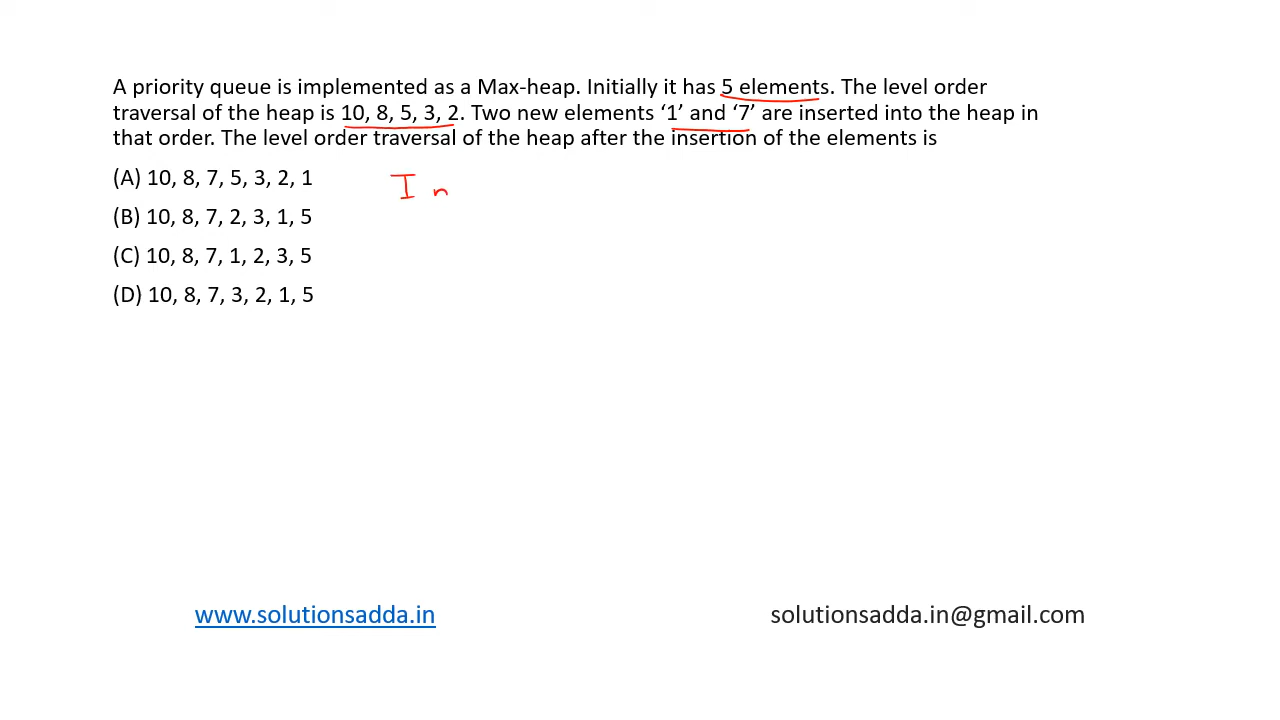 A priority queue is implemented as a Max-heap. Initially it has 5 elements. The level order
traversal of the heap is 10, 8, 5, 3, 2. Two new elements ‘1’ and ‘7’ are inserted into the heap in
that order. The level order traversal of the heap after the insertion of the elements is
(A) 10, 8, 7, 5, 3, 2, 1
I n
(B) 10, 8, 7, 2, 3, 1, 5
(C) 10, 8, 7, 1, 2, 3, 5
(D) 10, 8, 7, 3, 2, 1, 5
www.solutionsadda.in
solutionsadda.in@gmail.com